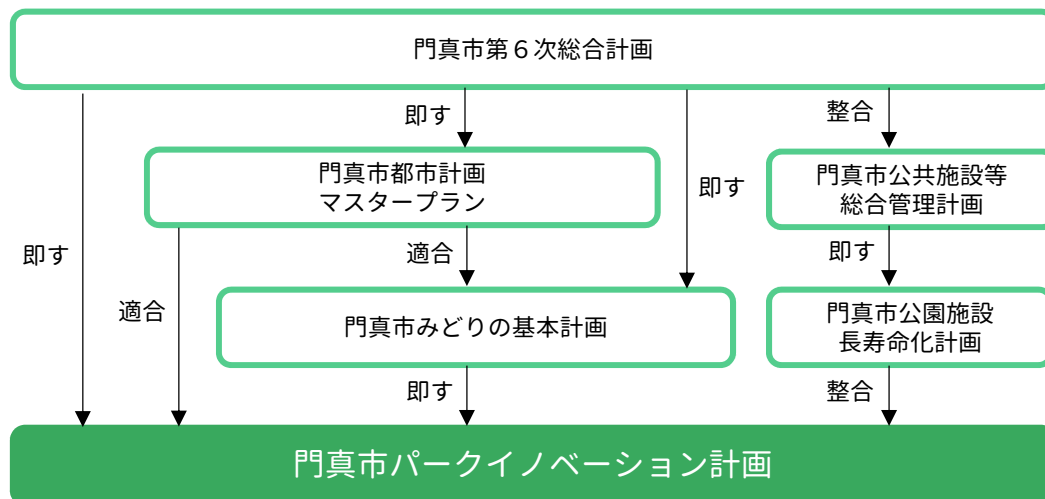 門真市第６次総合計画
即す
整合
門真市都市計画
マスタープラン
即す
門真市公共施設等
総合管理計画
即す
適合
即す
適合
門真市みどりの基本計画
門真市公園施設
長寿命化計画
即す
整合
門真市パークイノベーション計画